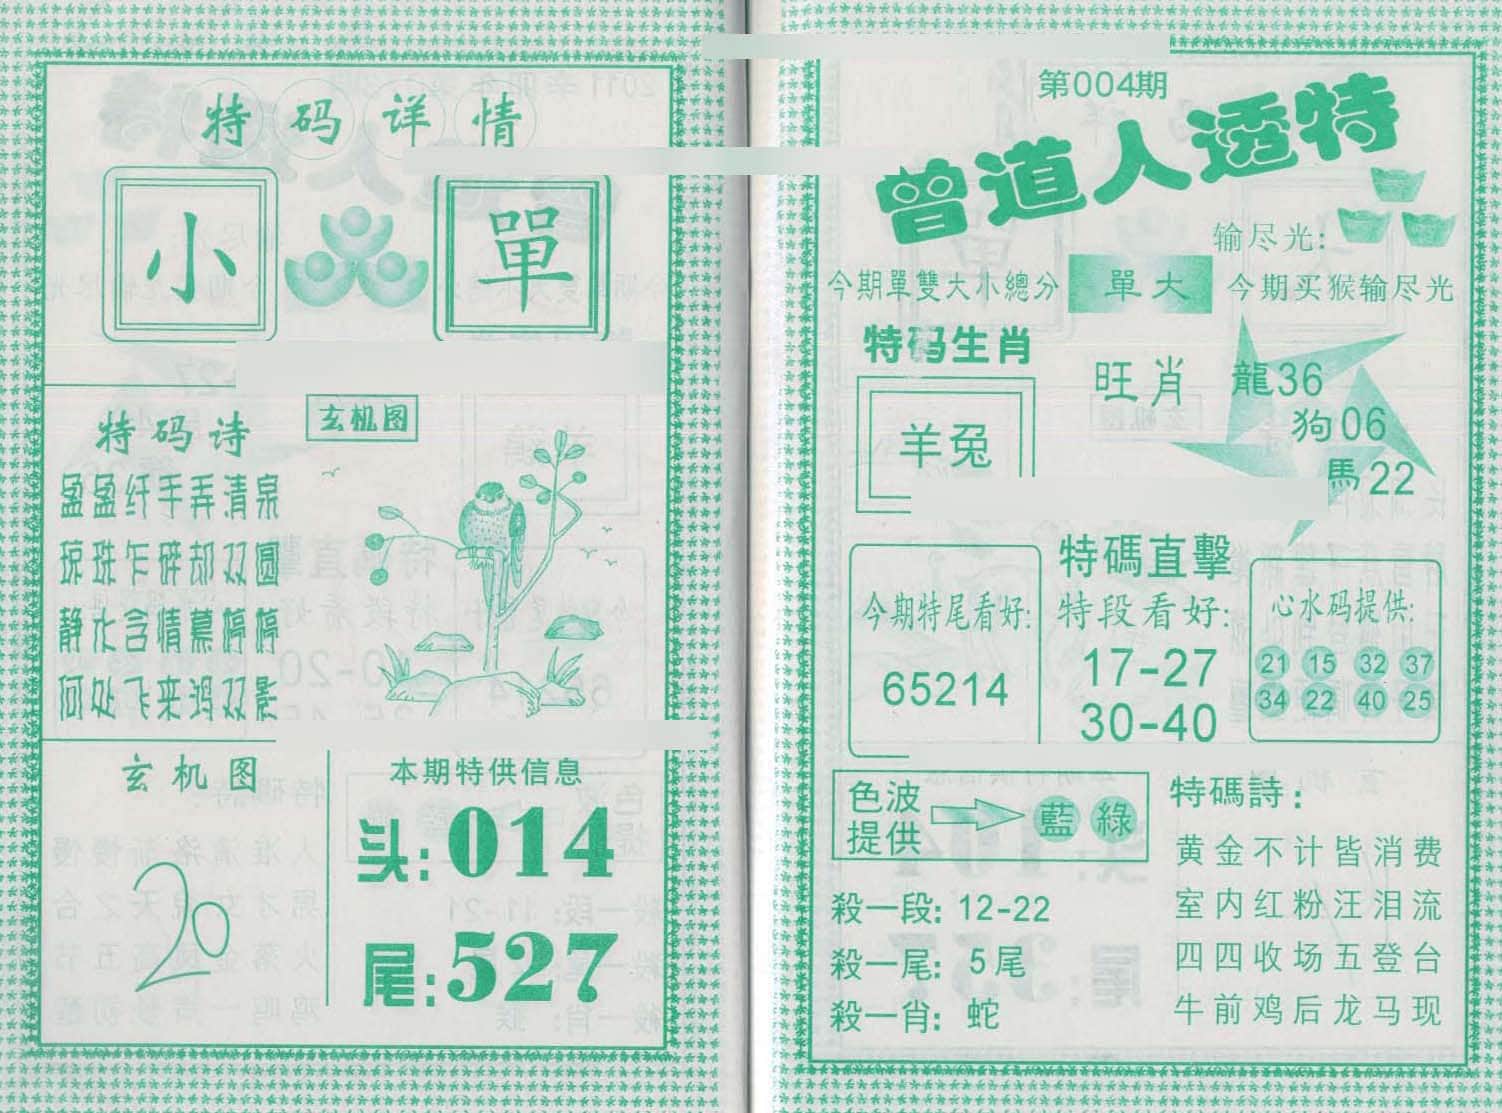 特码详情
小
單
特码诗
玄机图
盈盈纤手弄清泉
琼珠乍碎却双圆
静化含情慕婷婷
何处飞来鸿双影
玄机图
20
本期特供信息
头:014
尾:527
第004期
曾道人透特
输尽光:
今期單雙大小總分
單大
今期买猴输尽光
特码生肖
羊兔
旺肖
龍36
狗06
馬22
今期特尾看好:
65214
特碼直擊
特段看好:
17-27
30-40
心水码提供:
21 15 32 37
34 22 40 25
色波
提供
藍 綠
殺一段: 12-22
殺一尾: 5尾
殺一肖: 蛇
特碼詩:
黄金不计皆消费
室内红粉汪泪流
四四收场五登台
牛前鸡后龙马现